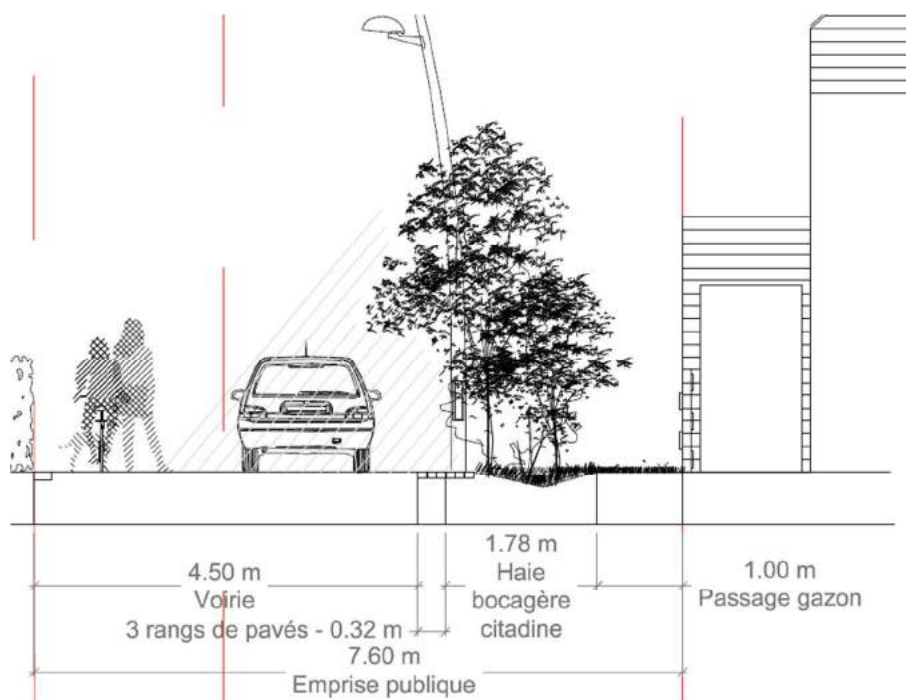 4.50 m
Voirie
3 rangs de pavés - 0.32 m
1.78 m
Haie
bocagère
citadine
1.00 m
Passage gazon
7.60 m
Emprise publique